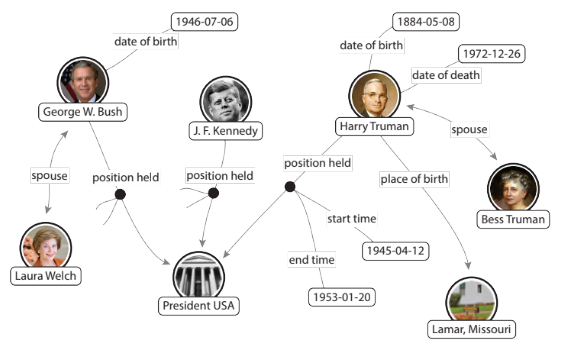 1946-07-06
date of birth
George W. Bush
spouse
position held
Laura Welch
J. F. Kennedy
position held
President USA
1884-05-08
date of birth
1972-12-26
date of death
Harry Truman
spouse
position held
place of birth
Bess Truman
start time
1945-04-12
end time
1953-01-20
Lamar, Missouri